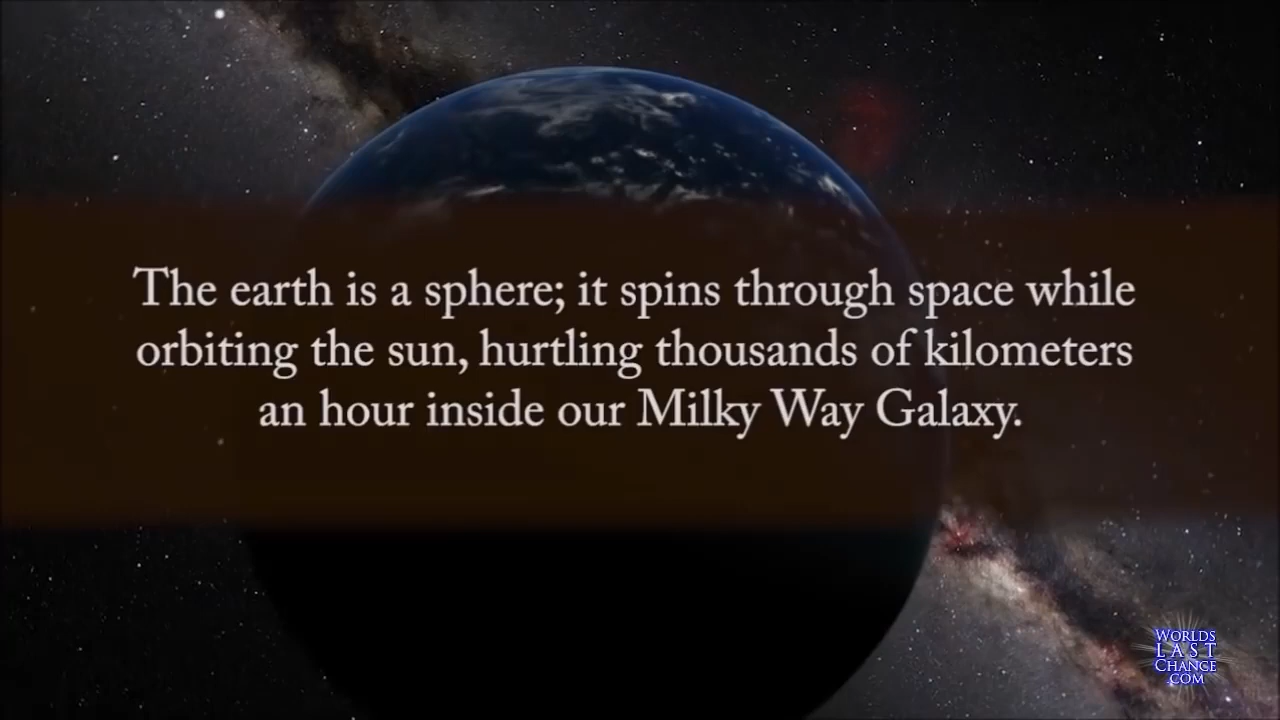 The earth is a sphere; it spins through space while
orbiting the sun, hurtling thousands of kilometers
an hour inside our Milky Way Galaxy.
WORLDS
LAST
CHANCE
.COM